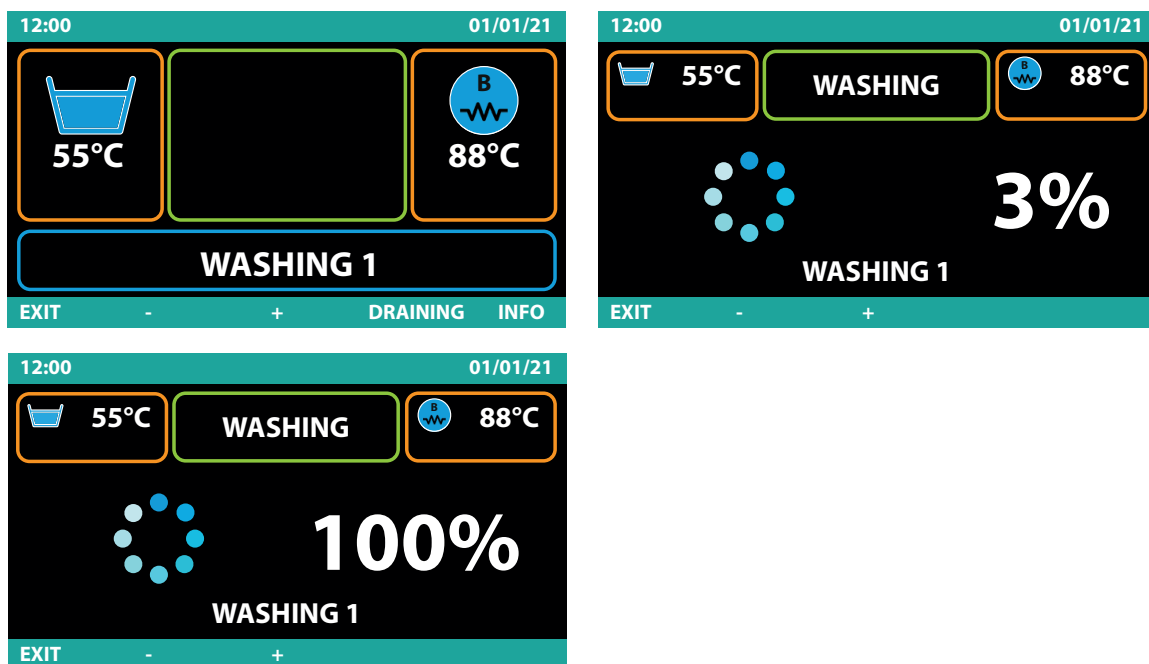 12:00 01/01/21
B
55°C 88°C
WASHING 1
EXIT - + DRAINING INFO
12:00 01/01/21
55°C WASHING B 88°C
3%
WASHING 1
EXIT - +
12:00 01/01/21
55°C WASHING B 88°C
100%
WASHING 1
EXIT - +